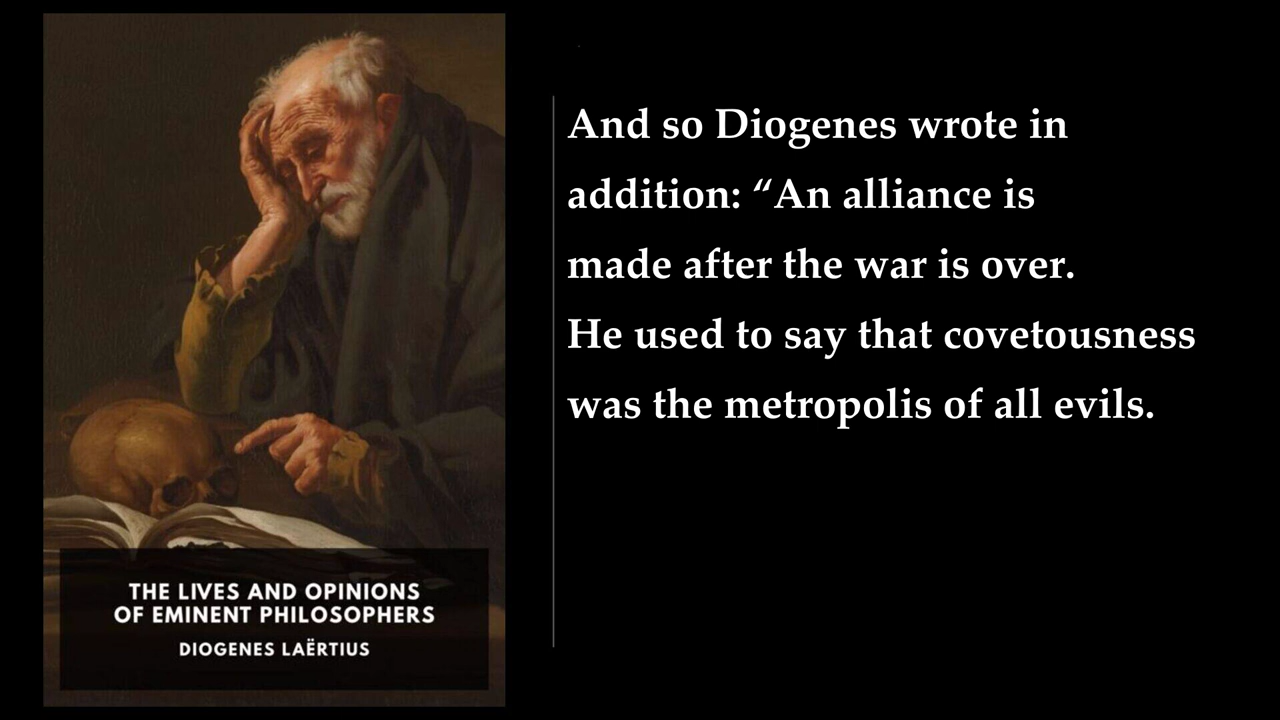 THE LIVES AND OPINIONS
OF EMINENT PHILOSOPHERS
DIOGENES LAËRTIUS
And so Diogenes wrote in
addition: “An alliance is
made after the war is over.
He used to say that covetousness
was the metropolis of all evils.